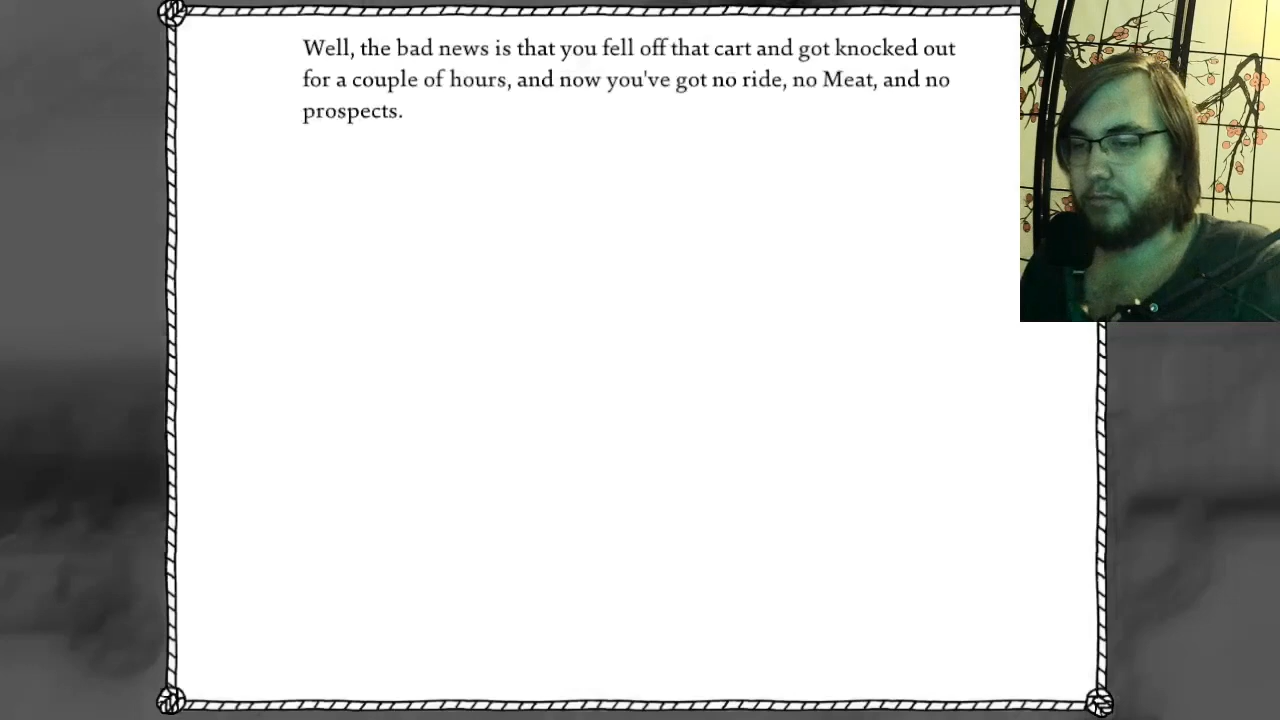 Well, the bad news is that you fell off that cart and got knocked out
for a couple of hours, and now you've got no ride, no Meat, and no
prospects.